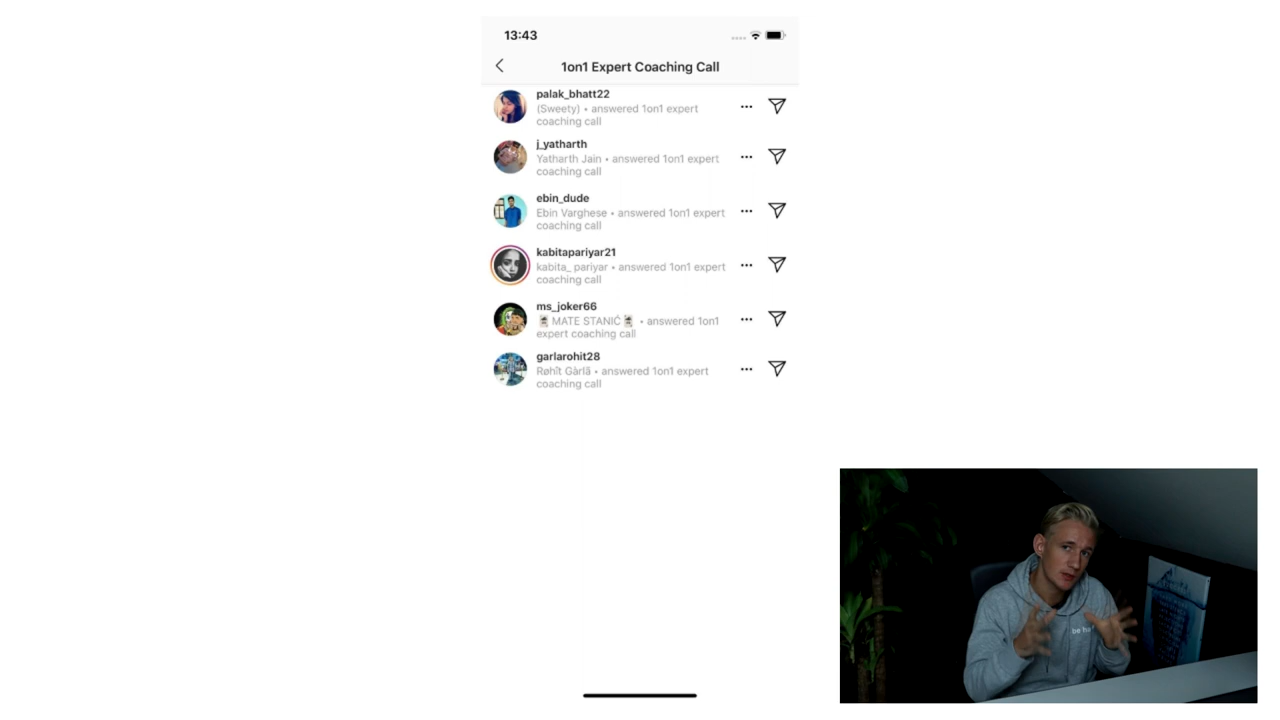 13:43
1on1 Expert Coaching Call
palak_bhatt22
(Sweety) • answered 1on1 expert
coaching call
j_yatharth
Yatharth Jain • answered 1on1 expert
coaching call
ebin_dude
Ebin Varghese • answered 1on1 expert
coaching call
kabitapariyar21
kabita_ pariyar • answered 1on1 expert
coaching call
ms_joker66
🃏MATE STANIĆ🃏 • answered 1on1
expert coaching call
garlarohit28
Røhît Gàrlã • answered 1on1 expert
coaching call
be